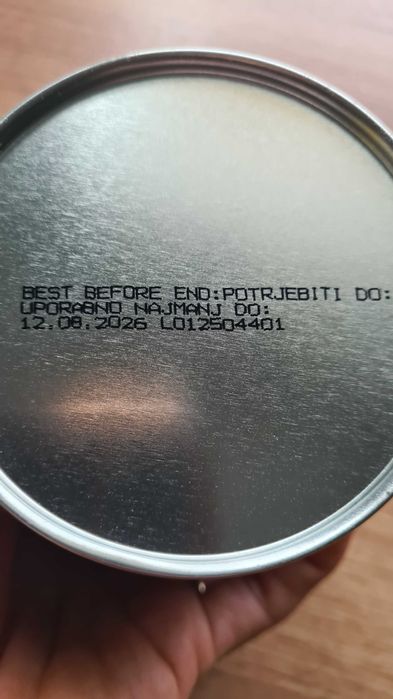 BEST BEFORE END:POTRJEBITI DO:
UPORABNO NAJMANJ DO:
12.08.2026 L012504401